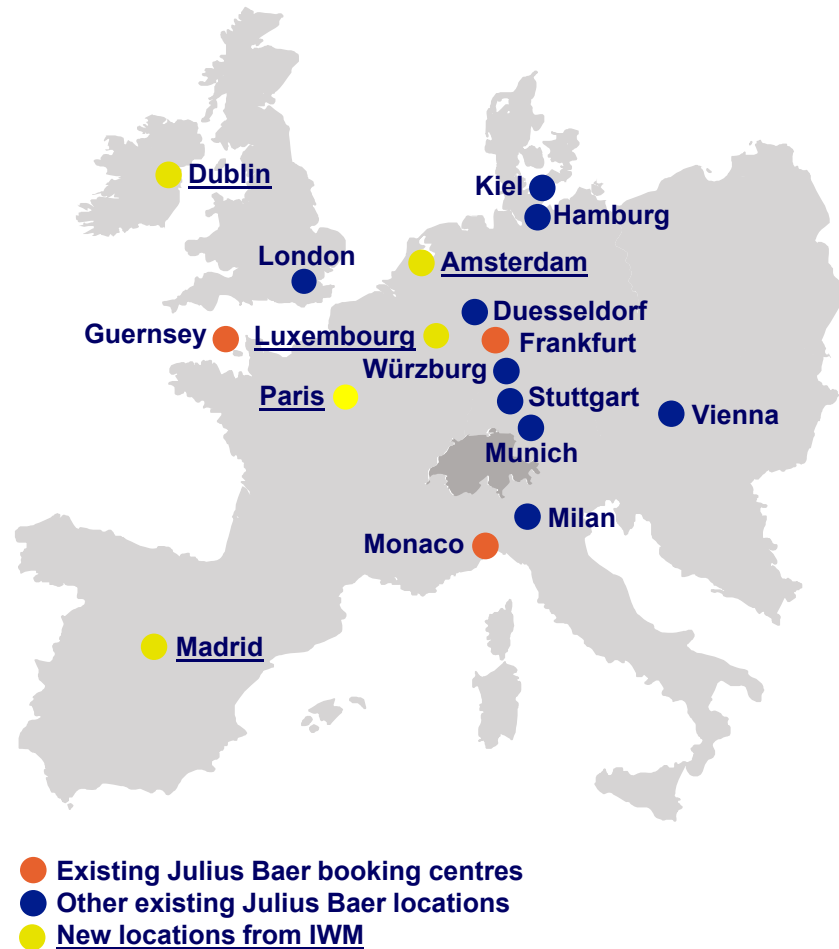 Dublin
Kiel
Hamburg
London
Amsterdam
Duesseldorf
Guernsey
Luxembourg
Frankfurt
Würzburg
Paris
Stuttgart
Vienna
Munich
Milan
Monaco
Madrid
Existing Julius Baer booking centres
Other existing Julius Baer locations
New locations from IWM